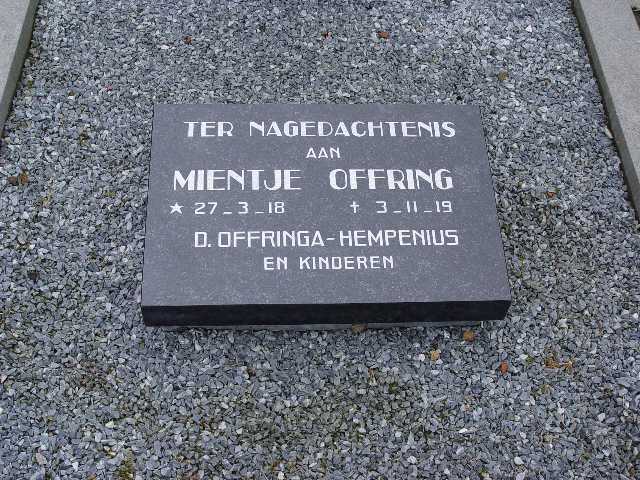 TER NAGEDACHTENIS
AAN
MIENTJE OFFRING
★ 27_3_18 † 3_11_19
D. OFFRINGA-HEMPENIUS
EN KINDEREN